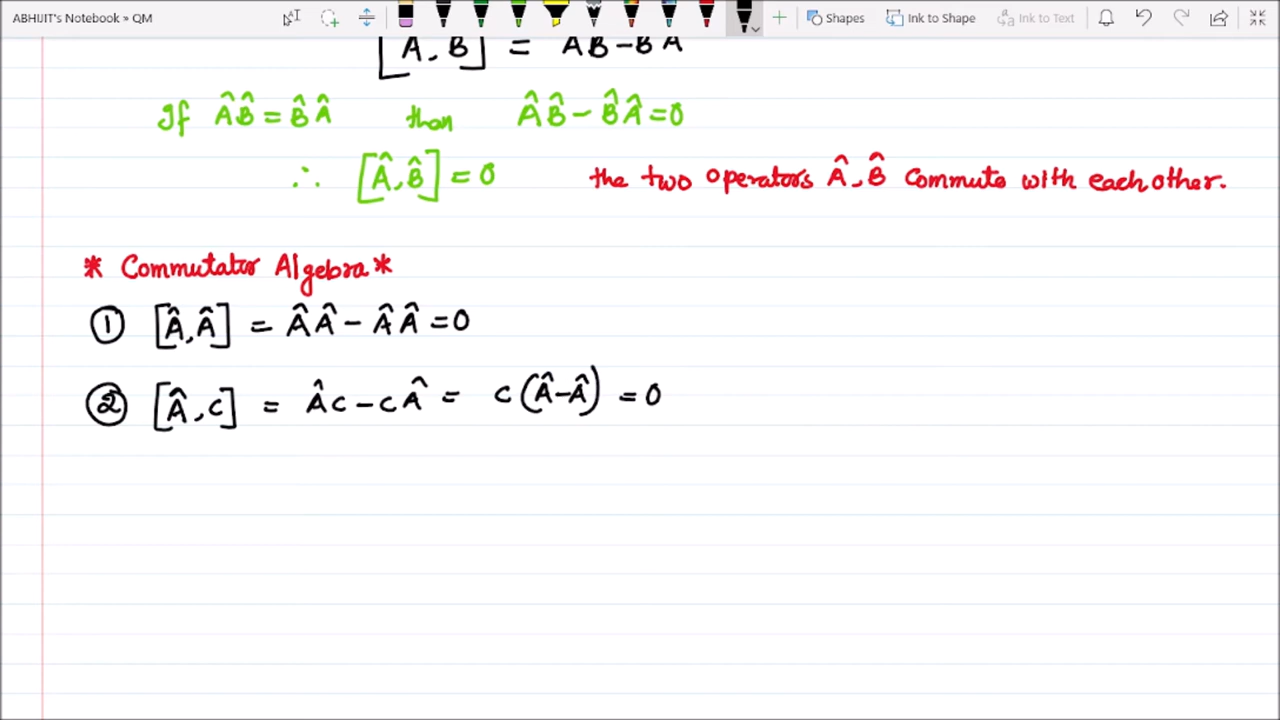 ABHIJIT's Notebook » QM
Shapes Ink to Shape Ink to Text
[A, B] = AB-BA
If ÂB̂ = B̂Â than ÂB̂ - B̂Â = 0
∴ [Â, B̂] = 0 the two operators Â, B̂ Commute with each other.
* Commutator Algebra *
① [Â, Â] = ÂÂ - ÂÂ = 0
② [Â, C] = ÂC - CÂ = C(Â-Â) = 0